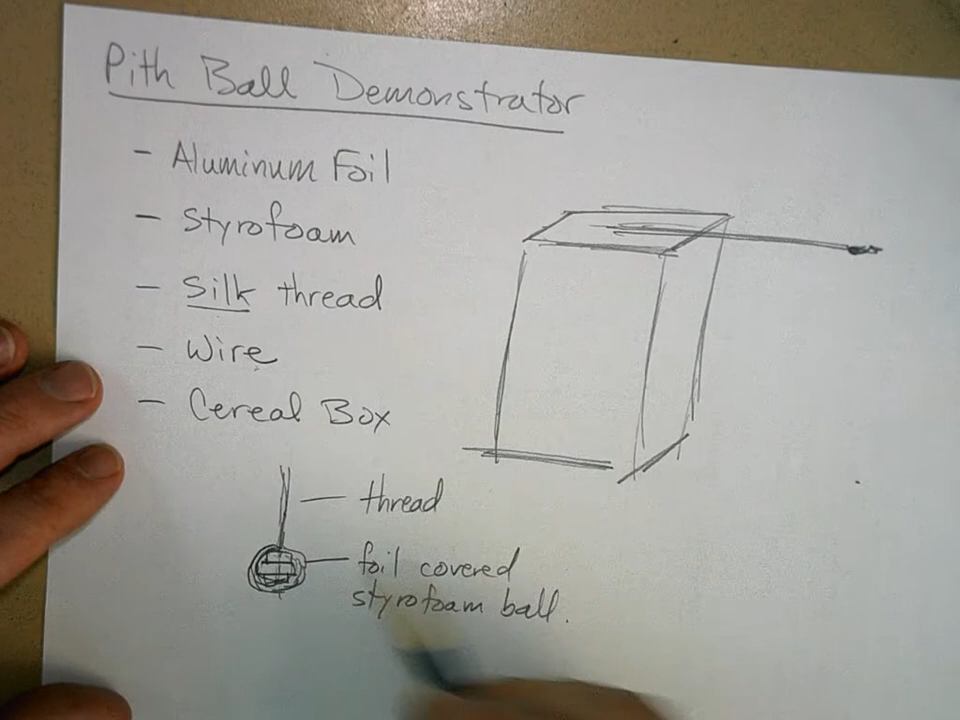 Pith Ball Demonstrator
- Aluminum Foil
- Styrofoam
- Silk thread
- Wire
- Cereal Box
thread
foil covered
styrofoam ball.